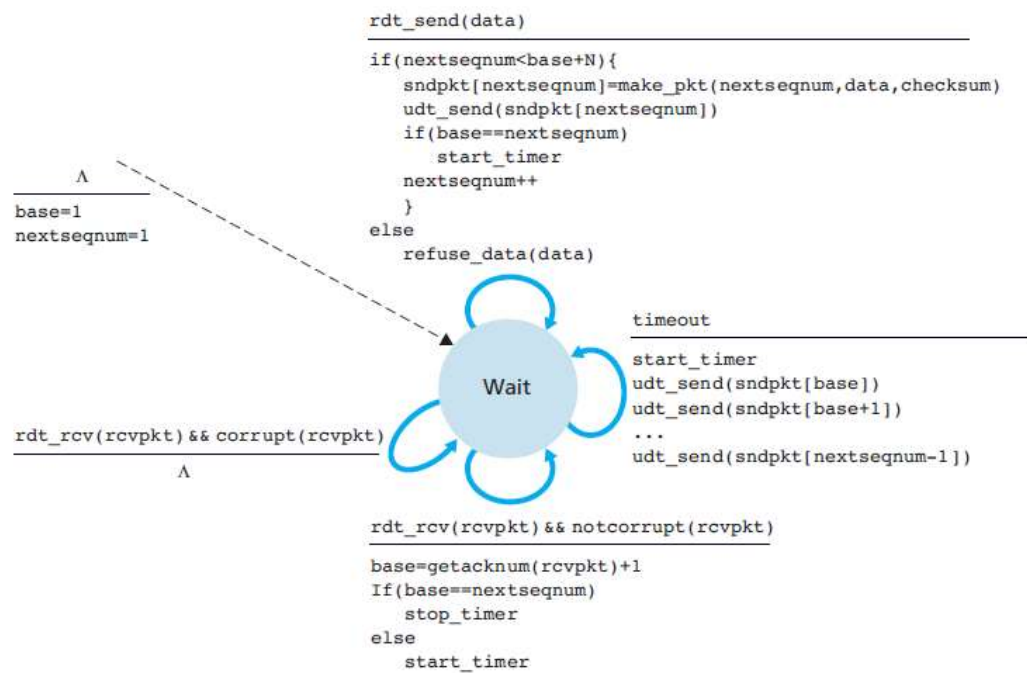 rdt_send(data)
if(nextseqnum<base+N){
sndpkt[nextseqnum]=make_pkt(nextseqnum,data,checksum)
udt_send(sndpkt[nextseqnum])
if(base==nextseqnum)
start_timer
nextseqnum++
}
else
refuse_data(data)
Λ
base=1
nextseqnum=1
Wait
timeout
start_timer
udt_send(sndpkt[base])
udt_send(sndpkt[base+1])
...
udt_send(sndpkt[nextseqnum-1])
rdt_rcv(rcvpkt) && corrupt(rcvpkt)
Λ
rdt_rcv(rcvpkt) && notcorrupt(rcvpkt)
base=getacknum(rcvpkt)+1
If(base==nextseqnum)
stop_timer
else
start_timer